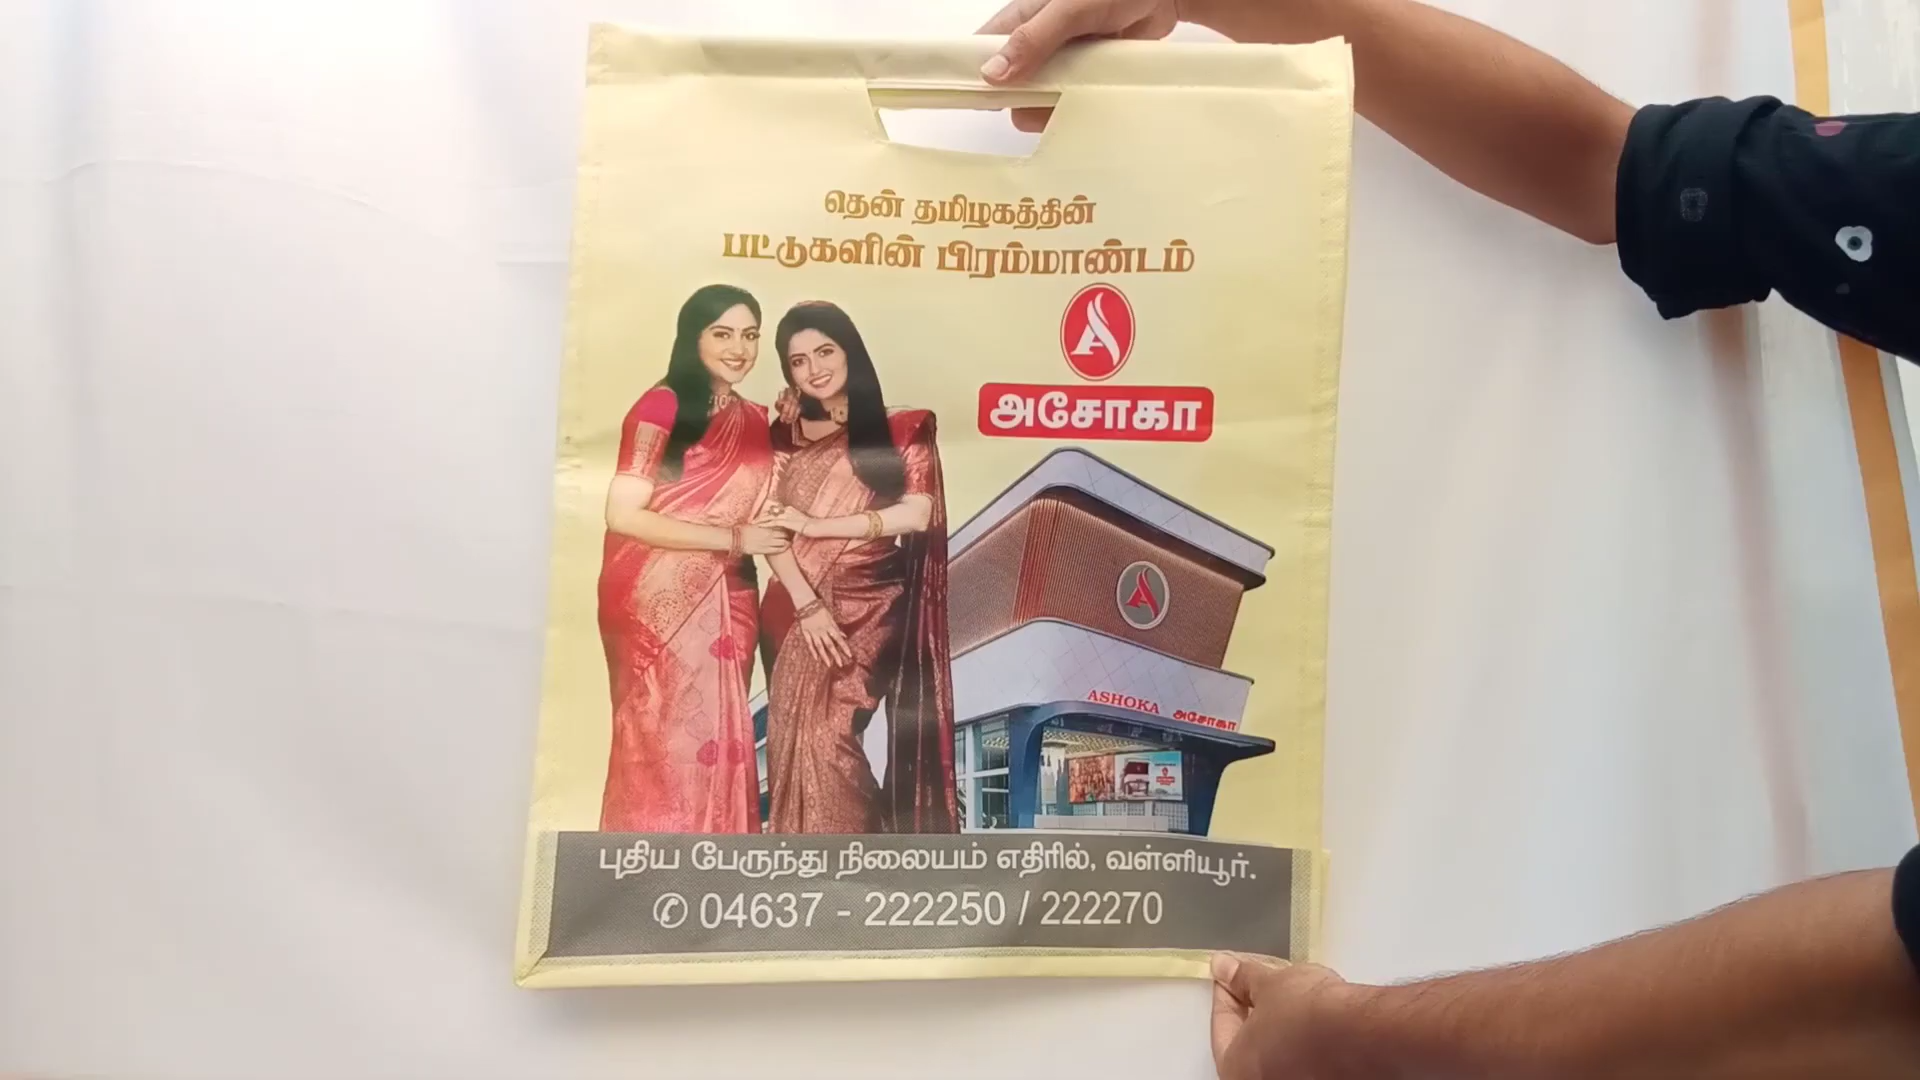 தென் தமிழகத்தின்
பட்டுகளின் பிரம்மாண்டம்
A
அசோகா
A
ASHOKA அசோகா
புதிய பேருந்து நிலையம் எதிரில், வள்ளியூர்.
✆ 04637 - 222250 / 222270